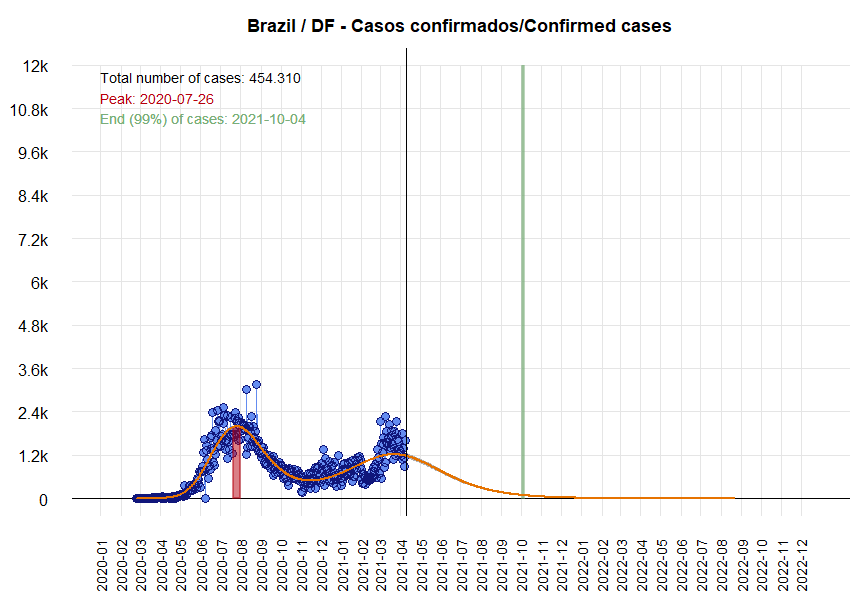 Brazil / DF - Casos confirmados/Confirmed cases
12k
Total number of cases: 454.310
Peak: 2020-07-26
End (99%) of cases: 2021-10-04
10.8k
9.6k
8.4k
7.2k
6k
4.8k
3.6k
2.4k
1.2k
0
2020-01
2020-02
2020-03
2020-04
2020-05
2020-06
2020-07
2020-08
2020-09
2020-10
2020-11
2020-12
2021-01
2021-02
2021-03
2021-04
2021-05
2021-06
2021-07
2021-08
2021-09
2021-10
2021-11
2021-12
2022-01
2022-02
2022-03
2022-04
2022-05
2022-06
2022-07
2022-08
2022-09
2022-10
2022-11
2022-12